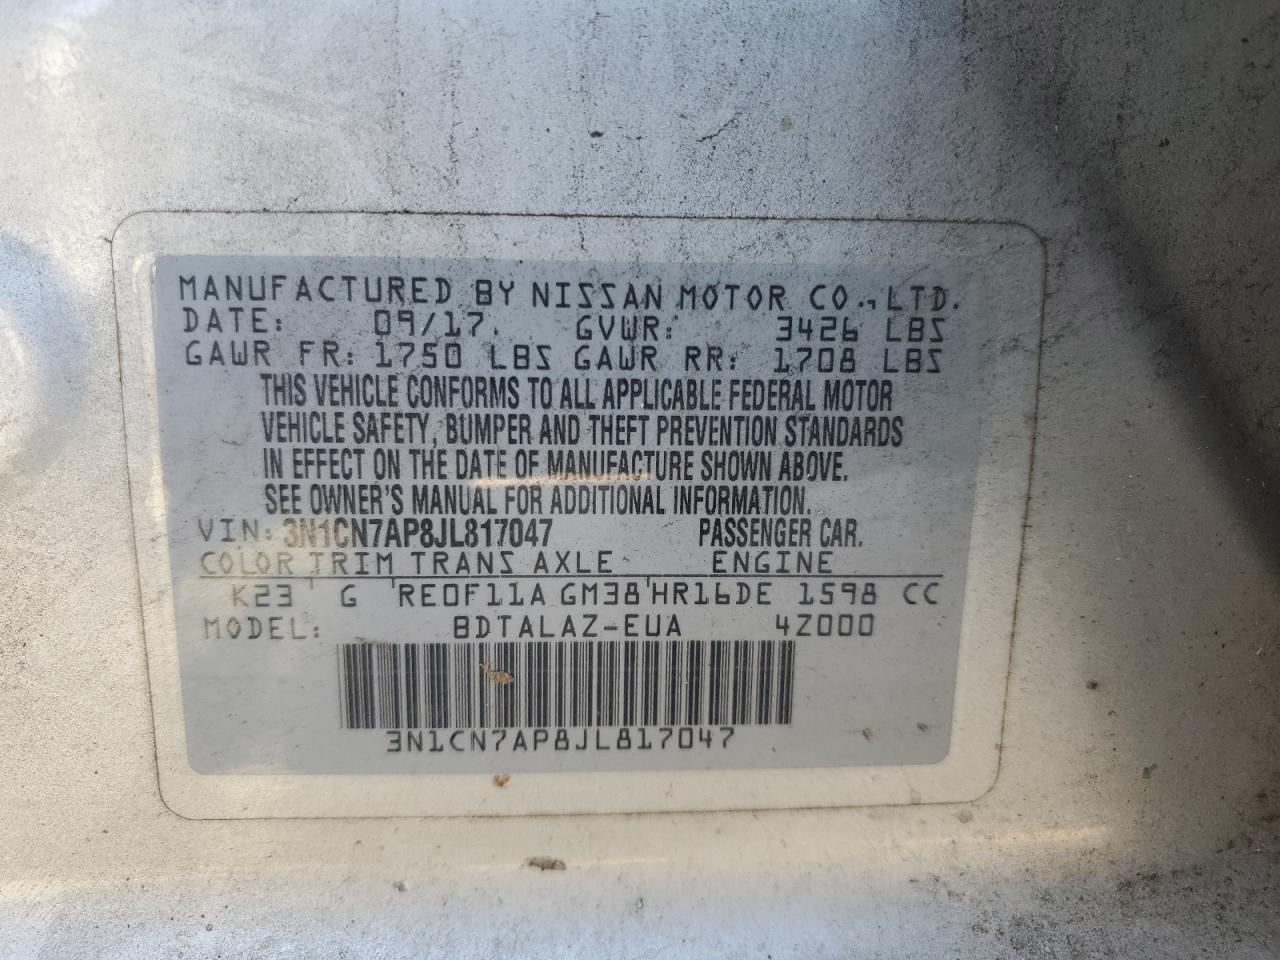 MANUFACTURED BY NISSAN MOTOR CO., LTD.
DATE: 09/17 GVWR: 3426 LBS
GAWR FR: 1750 LBS GAWR RR: 1708 LBS
THIS VEHICLE CONFORMS TO ALL APPLICABLE FEDERAL MOTOR
VEHICLE SAFETY, BUMPER AND THEFT PREVENTION STANDARDS
IN EFFECT ON THE DATE OF MANUFACTURE SHOWN ABOVE.
SEE OWNER'S MANUAL FOR ADDITIONAL INFORMATION.
VIN: 3N1CN7AP8JL817047 PASSENGER CAR.
COLOR TRIM TRANS AXLE ENGINE
K23 G RE0F11A GM38 HR16DE 1598 CC
MODEL: BDTALAZ-EUA 4Z000
3N1CN7AP8JL817047